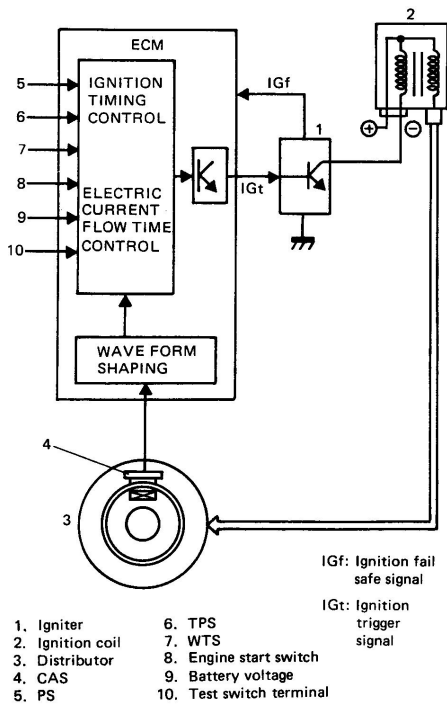 2
ECM
IGf
5
IGNITION
TIMING
CONTROL
6
1
7
⊕
⊖
8
ELECTRIC
CURRENT
FLOW TIME
CONTROL
IGt
9
10
WAVE FORM
SHAPING
4
3
IGf: Ignition fail
safe signal
IGt: Ignition
trigger
signal
1. Igniter
2. Ignition coil
3. Distributor
4. CAS
5. PS
6. TPS
7. WTS
8. Engine start switch
9. Battery voltage
10. Test switch terminal